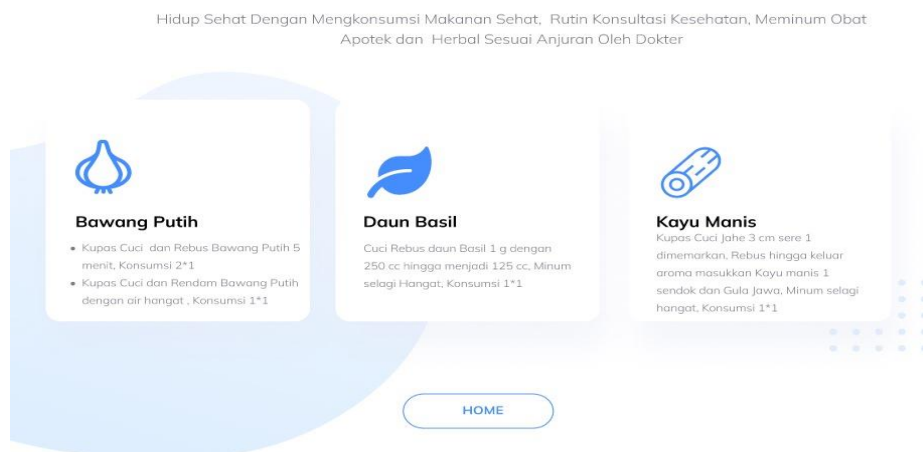 Hidup Sehat Dengan Mengkonsumsi Makanan Sehat, Rutin Konsultasi Kesehatan, Meminum Obat
Apotek dan Herbal Sesuai Anjuran Oleh Dokter
Bawang Putih
• Kupas Cuci dan Rebus Bawang Putih 5
menit, Konsumsi 2*1
• Kupas Cuci dan Rendam Bawang Putih
dengan air hangat , Konsumsi 1*1
Daun Basil
Cuci Rebus daun Basil 1 g dengan
250 cc hingga menjadi 125 cc, Minum
selagi Hangat, Konsumsi 1*1
Kayu Manis
Kupas Cuci Jahe 3 cm sere 1
dimemarkan, Rebus hingga keluar
aroma masukkan Kayu manis 1
sendok dan Gula Jawa, Minum selagi
hangat, Konsumsi 1*1
HOME